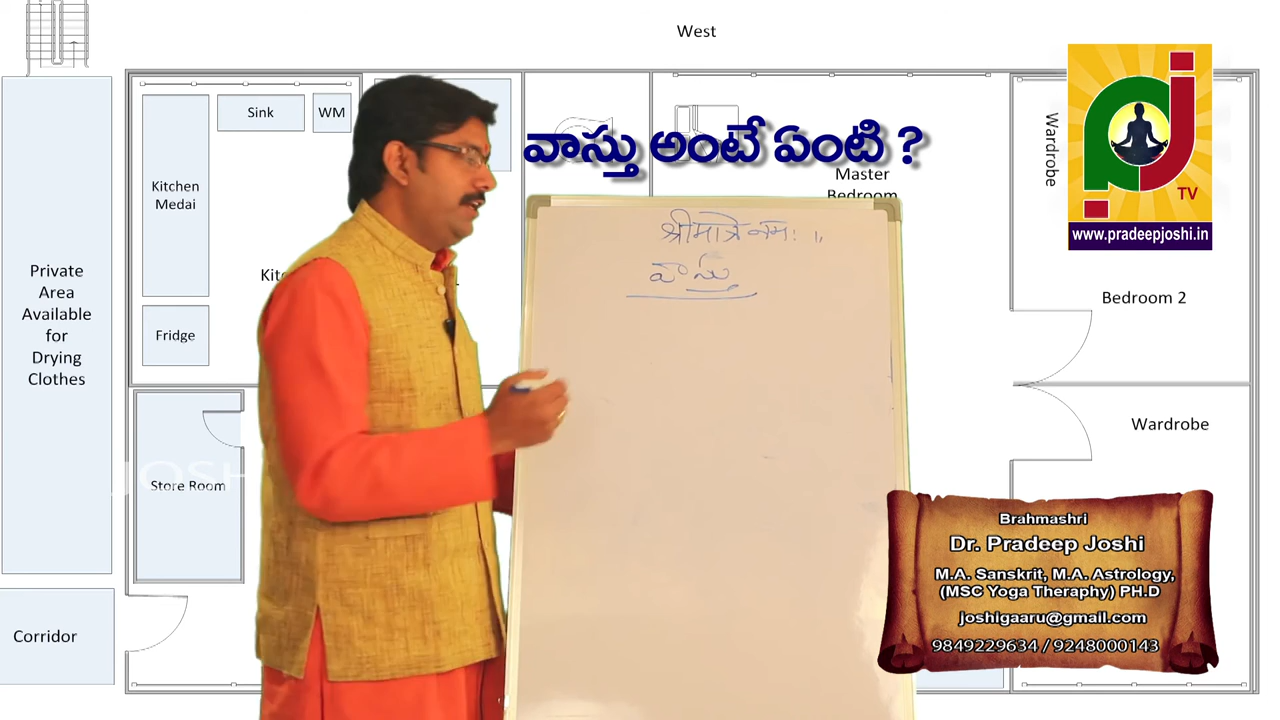 West
Sink
WM
Kitchen
Medai
Fridge
Private
Area
Available
for
Drying
Clothes
Store Room
JOSH
Corridor
వాస్తు అంటే ఏంటి ?
Master
Bedroom
श्रीमात्रे नमः ॥
వాస్తు
Wardrobe
TV
www.pradeepjoshi.in
Bedroom 2
Wardrobe
Brahmashri
Dr. Pradeep Joshi
M.A. Sanskrit, M.A. Astrology,
(MSC Yoga Theraphy) PH.D
joshigaaru@gmail.com
9849229634 / 9248000143